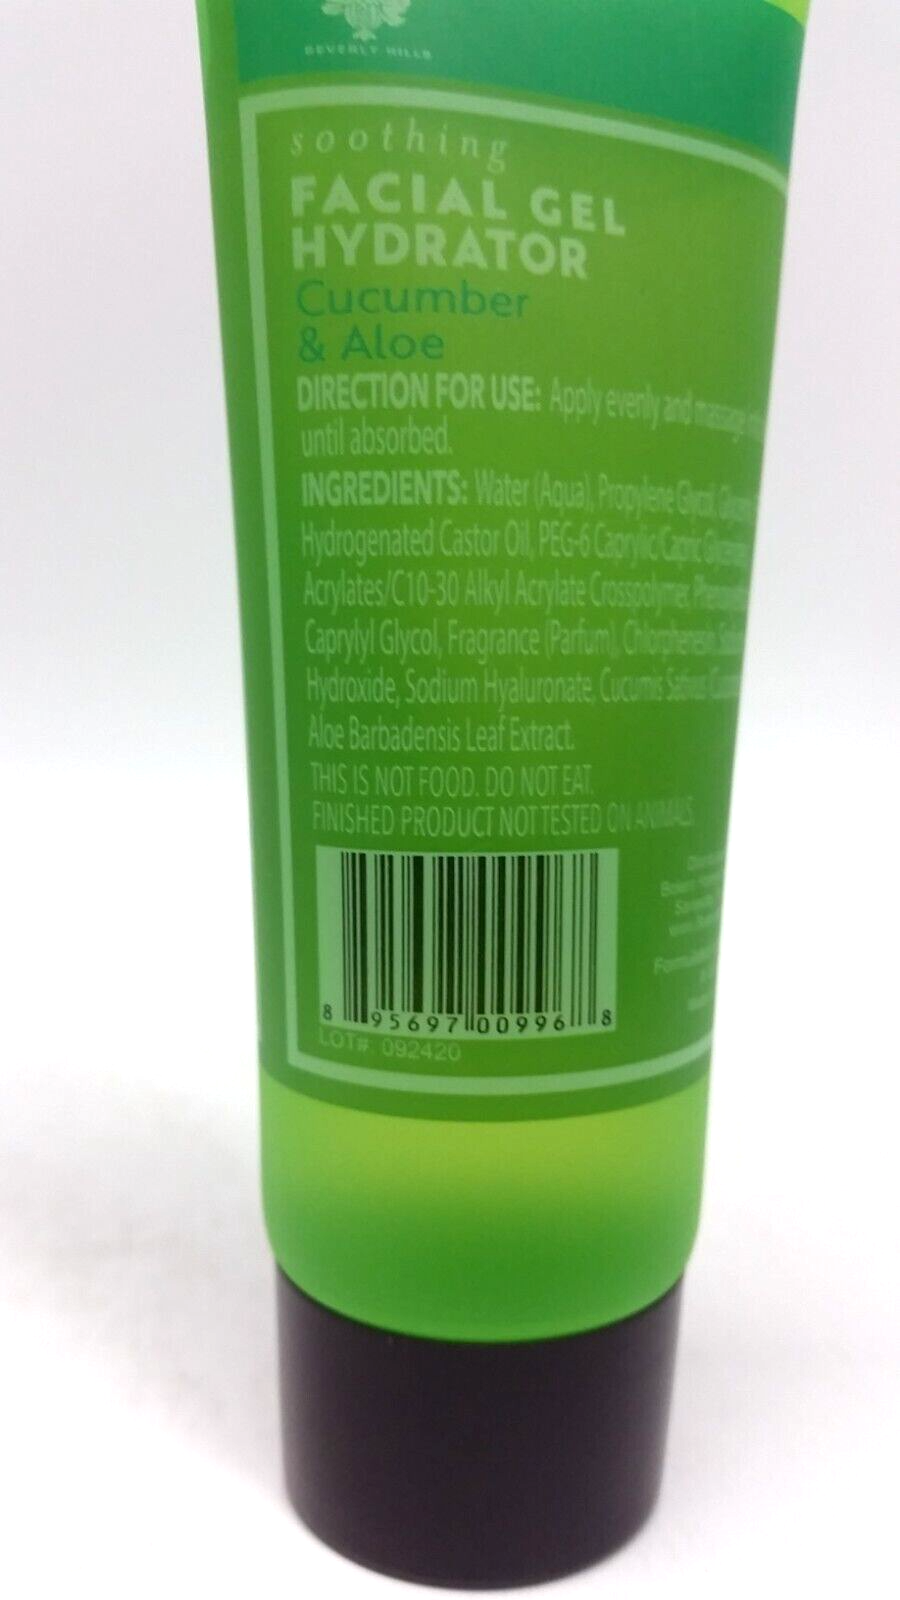 BEVERLY HILLS
soothing
FACIAL GEL
HYDRATOR
Cucumber
& Aloe
DIRECTION FOR USE: Apply evenly and massage
until absorbed.
INGREDIENTS: Water (Aqua), Propylene Glycol,
Hydrogenated Castor Oil, PEG-6 Caprylic/Capric
Acrylates/C10-30 Alkyl Acrylate Crosspolymer,
Caprylyl Glycol, Fragrance (Parfum), Chlorphenesin,
Hydroxide, Sodium Hyaluronate, Cucumis Sativus
Aloe Barbadensis Leaf Extract.
THIS IS NOT FOOD. DO NOT EAT.
FINISHED PRODUCT NOT TESTED ON ANIMALS.
8 95697 00996 8
LOT#: 092420